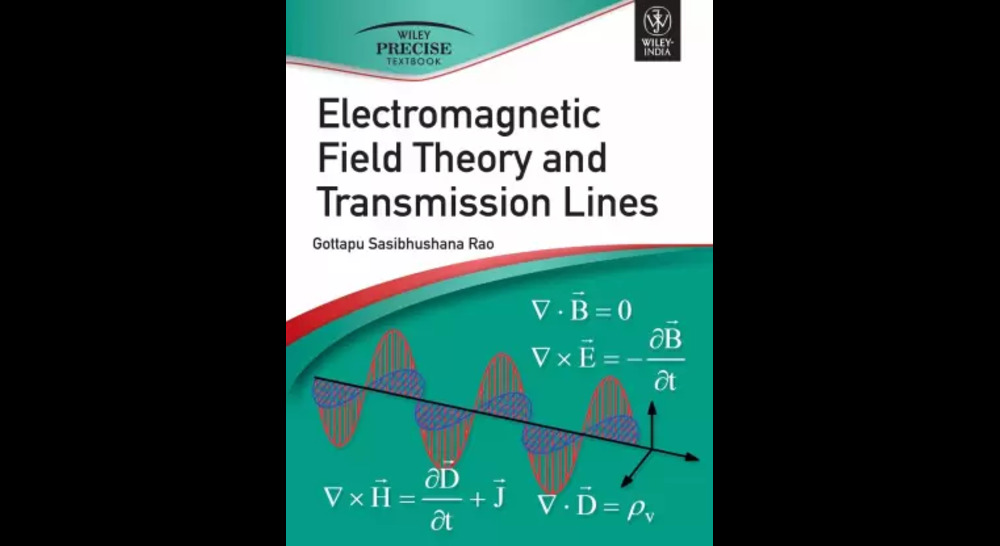 WILEY
PRECISE
TEXTBOOK
WILEY-
INDIA
Electromagnetic
Field Theory and
Transmission Lines
Gottapu Sasibhushana Rao
∇ · B⃗ = 0
∇ × E⃗ = − ∂B⃗/∂t
∇ × H⃗ = ∂D⃗/∂t + J⃗
∇ · D⃗ = ρᵥ